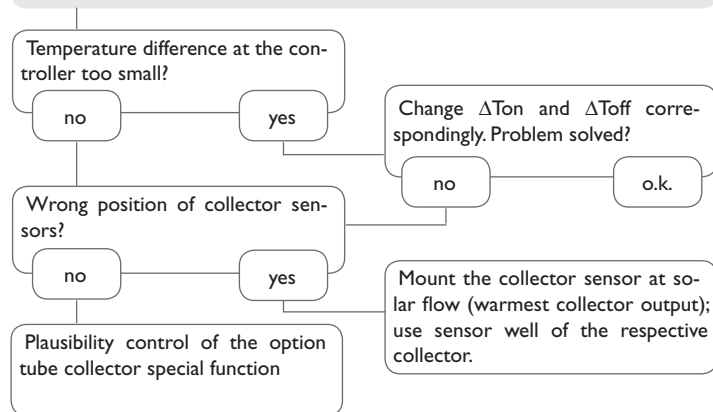 Temperature difference at the con-
troller too small?
no
yes
Change ΔTon and ΔToff corre-
spondingly. Problem solved?
no
o.k.
Wrong position of collector sen-
sors?
no
yes
Mount the collector sensor at so-
lar flow (warmest collector output);
use sensor well of the respective
collector.
Plausibility control of the option
tube collector special function